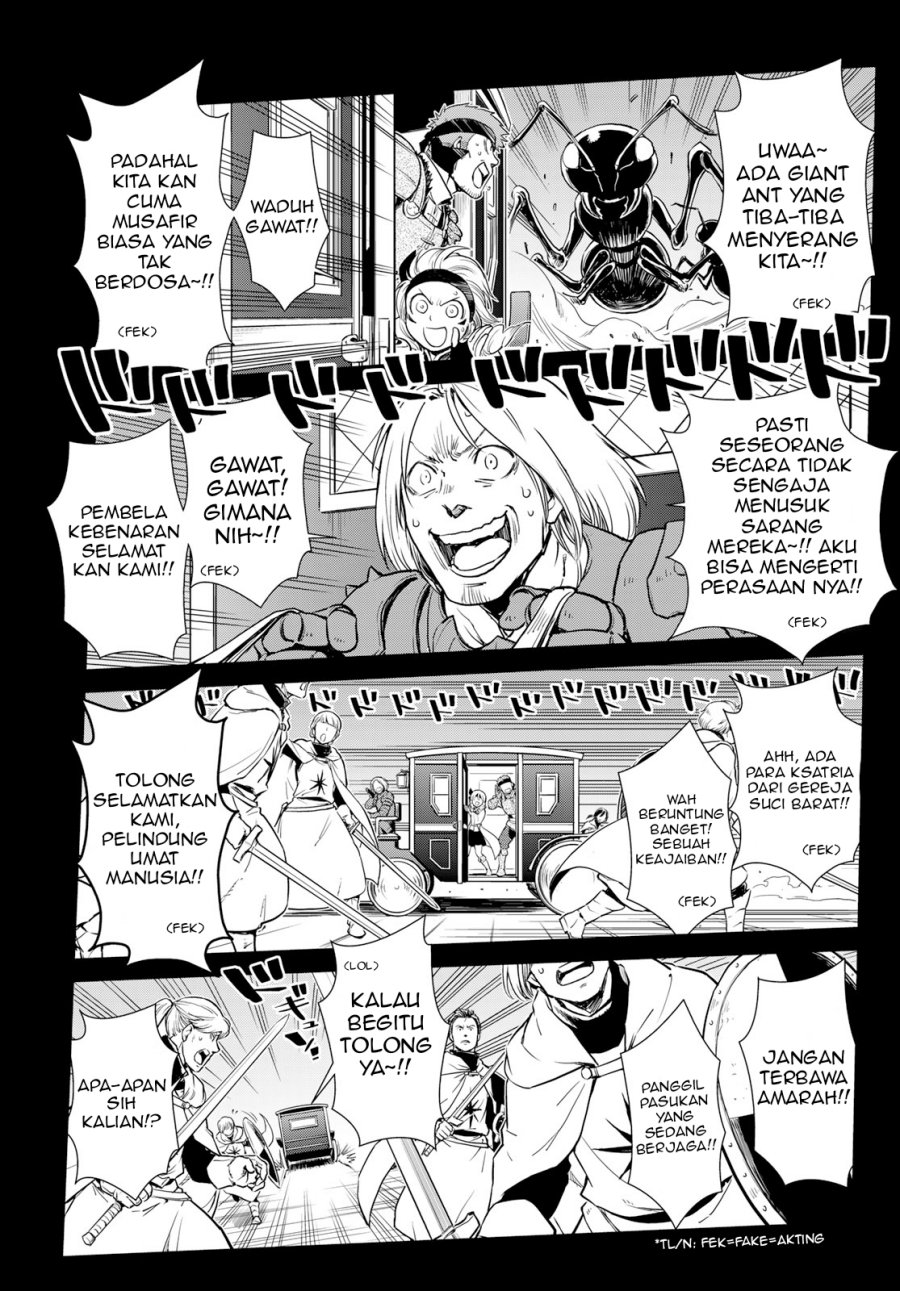 UWAA~
ADA GIANT
ANT YANG
TIBA-TIBA
MENYERANG
KITA~!!
(FEK)
WADUH
GAWAT!!
PADAHAL
KITA KAN
CUMA
MUSAFIR
BIASA YANG
TAK
BERDOSA~!!
(FEK)
ドドドドドドドドドド
PASTI
SESEORANG
SECARA TIDAK
SENGAJA
MENUSUK
SARANG
MEREKA~!! AKU
BISA MENGERTI
PERASAAN NYA!!
(FEK)
GAWAT,
GAWAT!
GIMANA
NIH~!!
(FEK)
PEMBELA
KEBENARAN
SELAMAT
KAN KAMI!!
ドドドドドドドドドド
AHH, ADA
PARA KSATRIA
DARI GEREJA
SUCI BARAT!!
(FEK)
WAH
BERUNTUNG
BANGET!
SEBUAH
KEAJAIBAN!!
(FEK)
TOLONG
SELAMATKAN
KAMI,
PELINDUNG
UMAT
MANUSIA!!
(FEK)
JANGAN
TERBAWA
AMARAH!!
PANGGIL
PASUKAN
YANG
SEDANG
BERJAGA!!
(LOL)
KALAU
BEGITU
TOLONG
YA~!!
ドギュ
APA-APAN
SIH
KALIAN!?
*TL/N: FEK=FAKE=AKTING